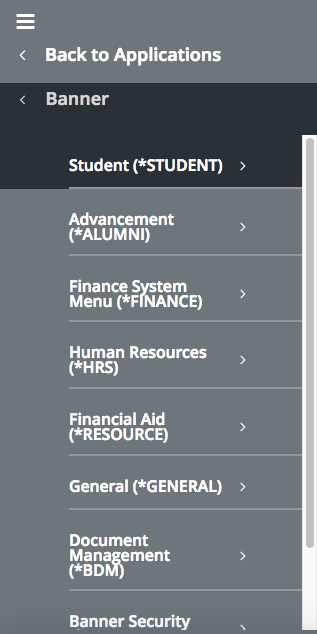 Back to Applications
Banner
Student (*STUDENT)
Advancement
(*ALUMNI)
Finance System
Menu (*FINANCE)
Human Resources
(*HRS)
Financial Aid
(*RESOURCE)
General (*GENERAL)
Document
Management
(*BDM)
Banner Security